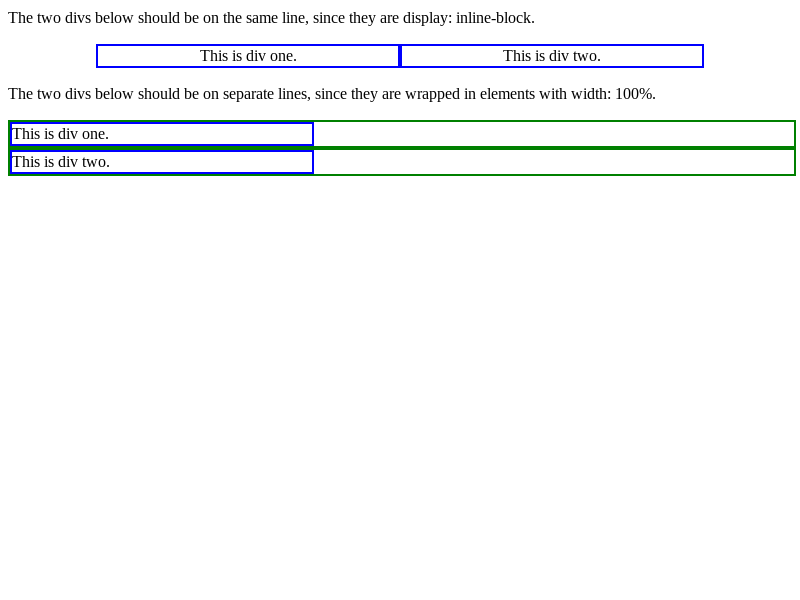 The two divs below should be on the same line, since they are display: inline-block.
This is div one. This is div two.
The two divs below should be on separate lines, since they are wrapped in elements with width: 100%.
This is div one.
This is div two.